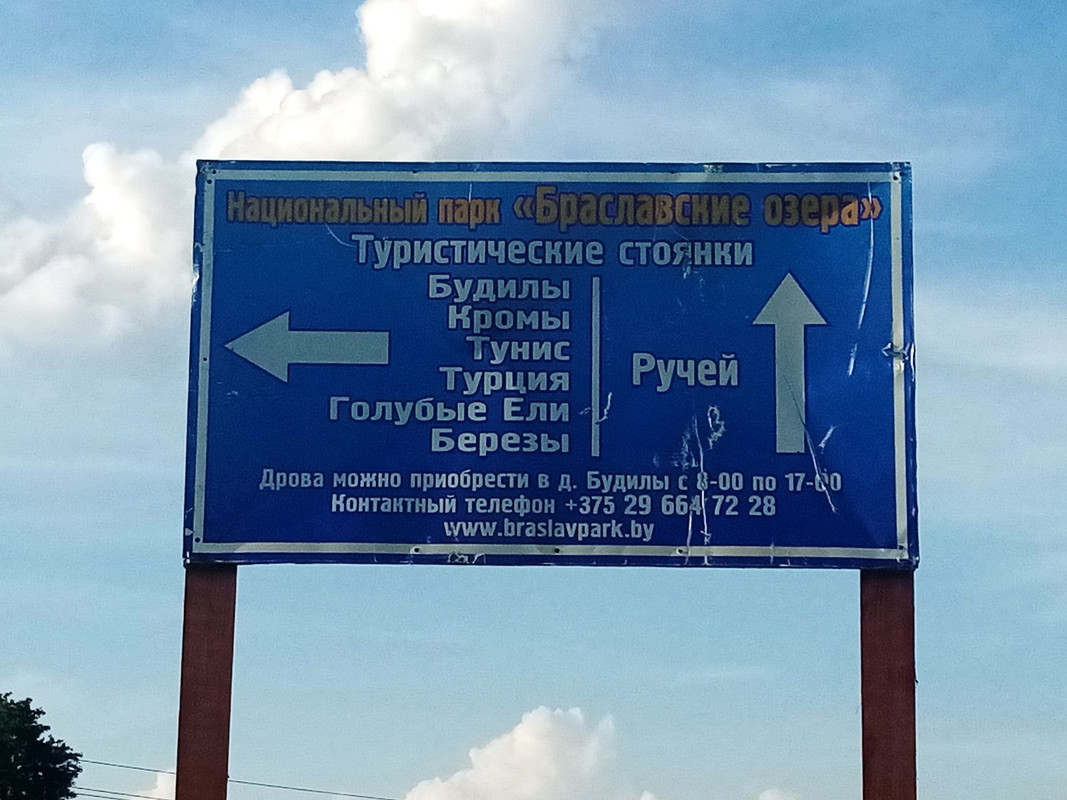 Национальный парк «Браславские озера»
Туристические стоянки
Будилы
Кромы
Тунис
Турция
Голубые Ели
Березы
Ручей
Дрова можно приобрести в д. Будилы с 8-00 по 17-00
Контактный телефон +375 29 664 72 28
www.braslavpark.by